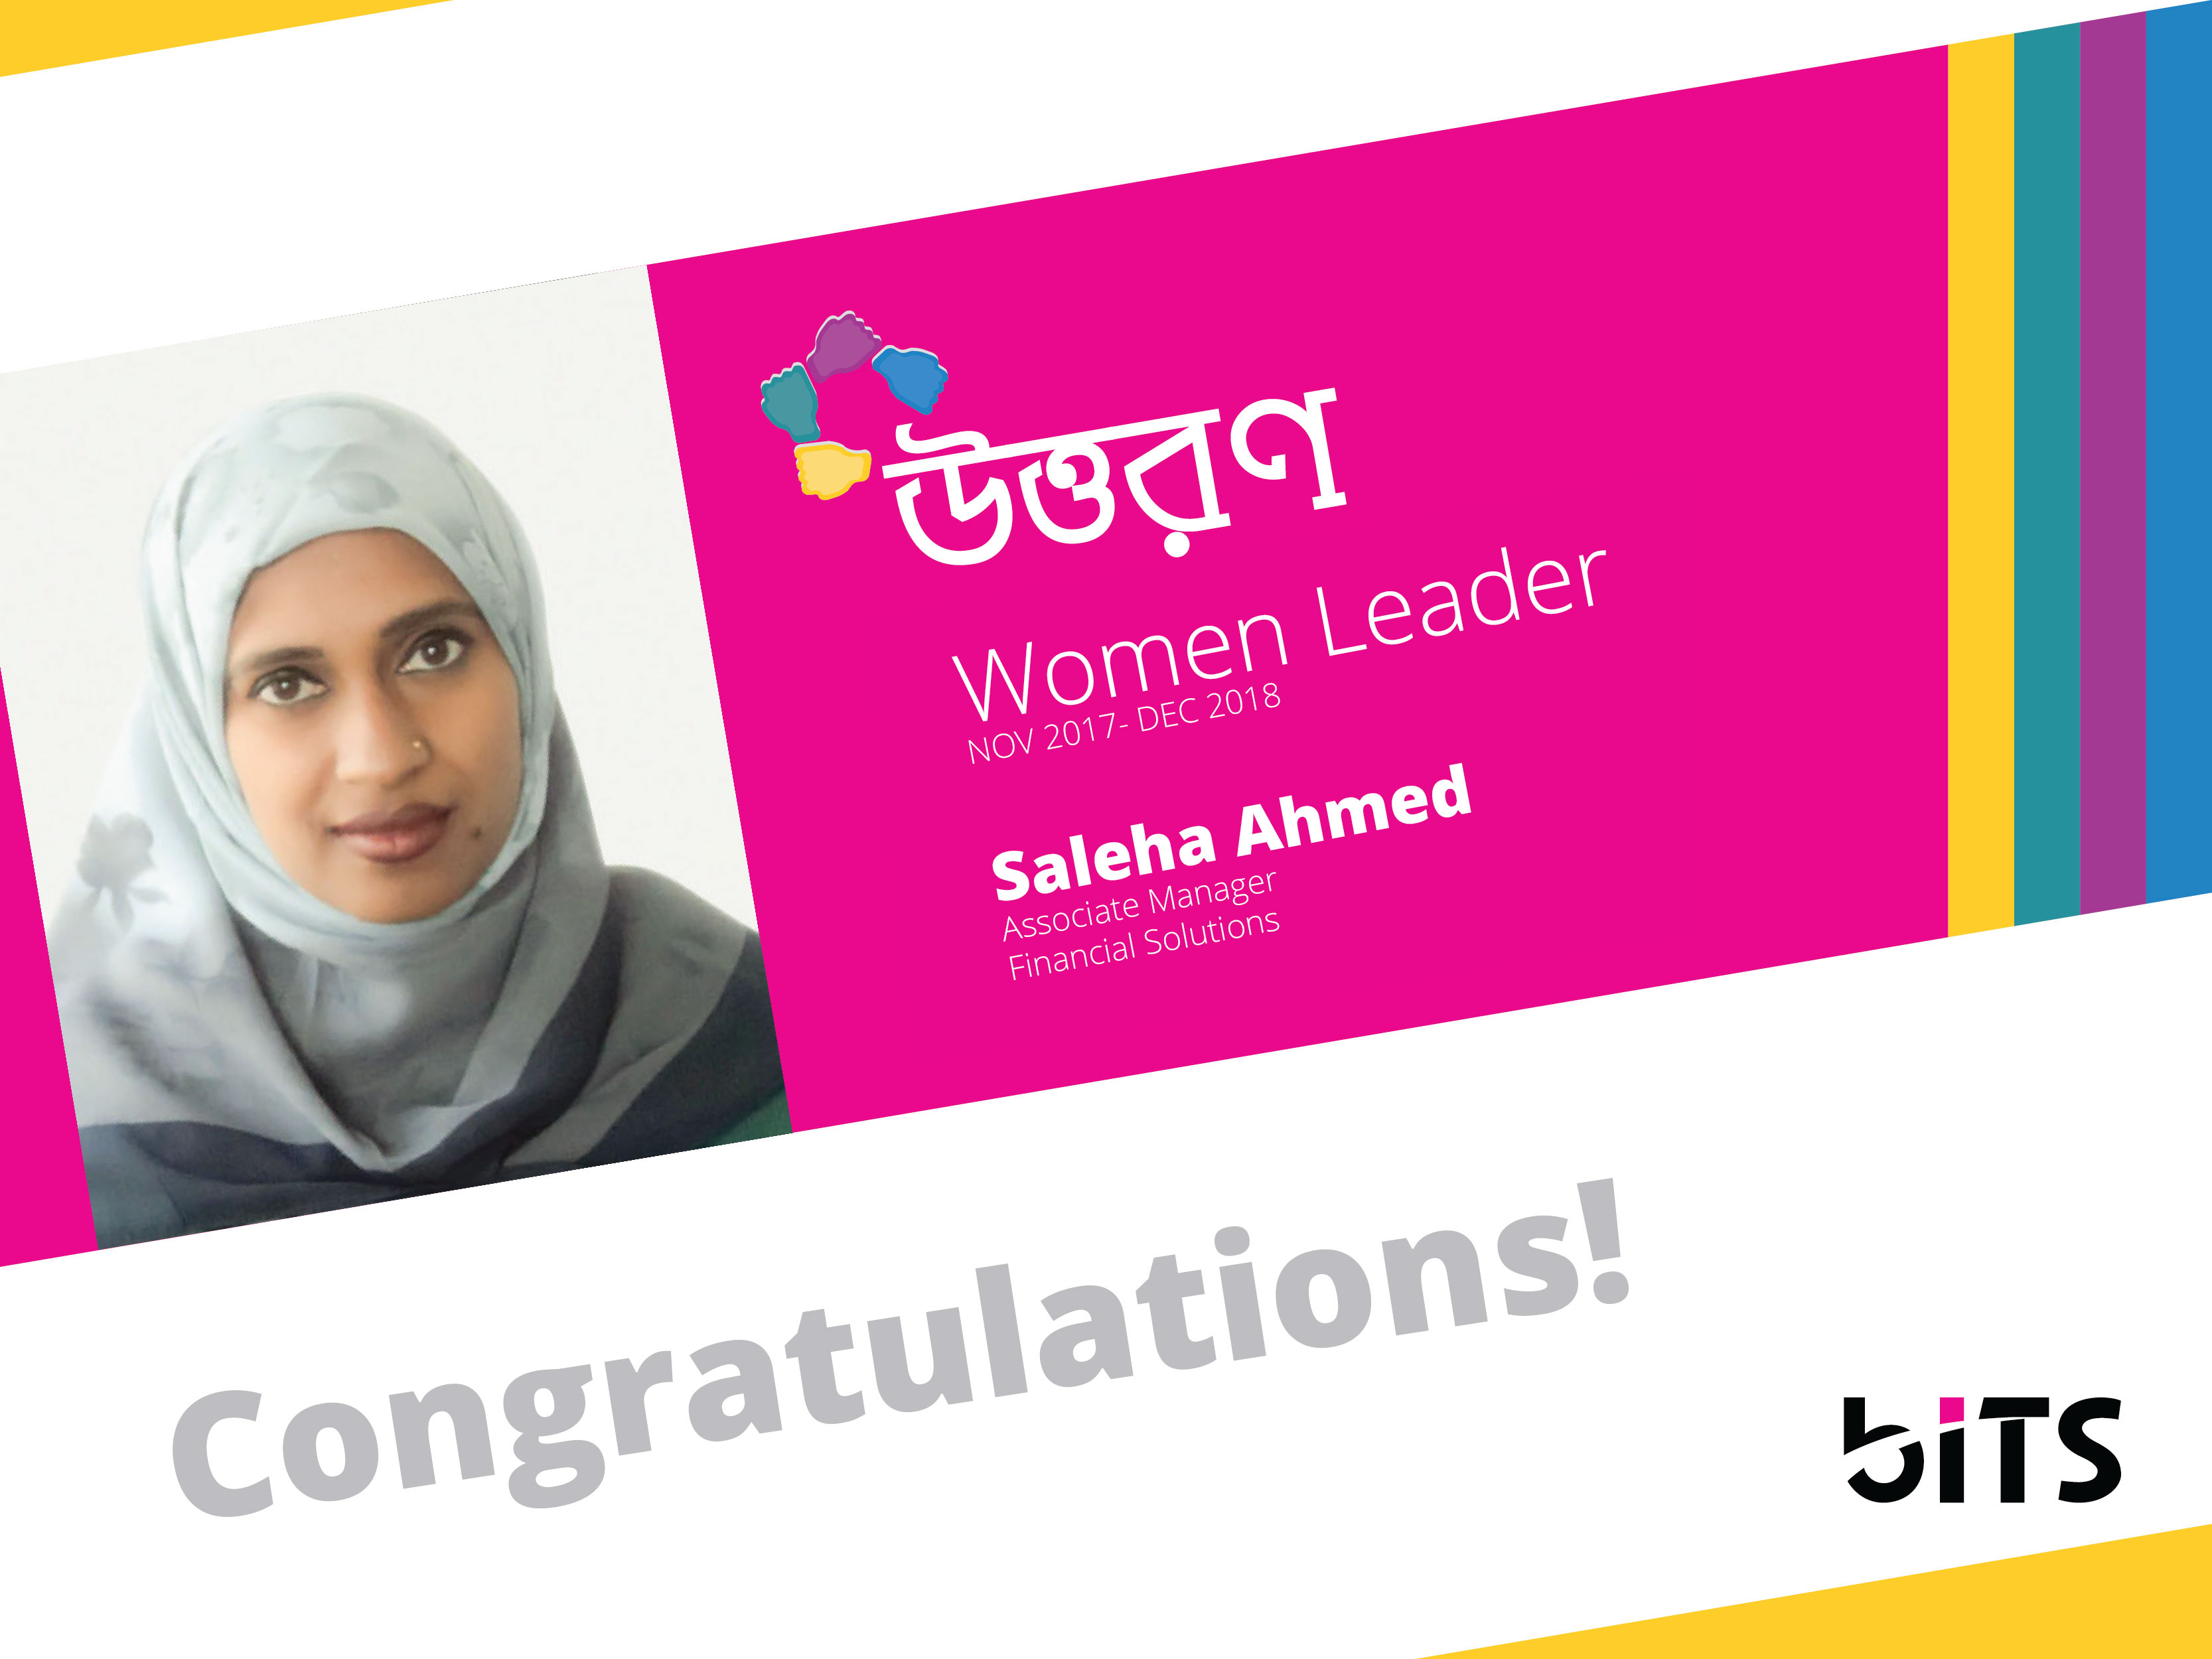 উত্তরণ
Women Leader
NOV 2017- DEC 2018
Saleha Ahmed
Associate Manager
Financial Solutions
Congratulations!
biTS